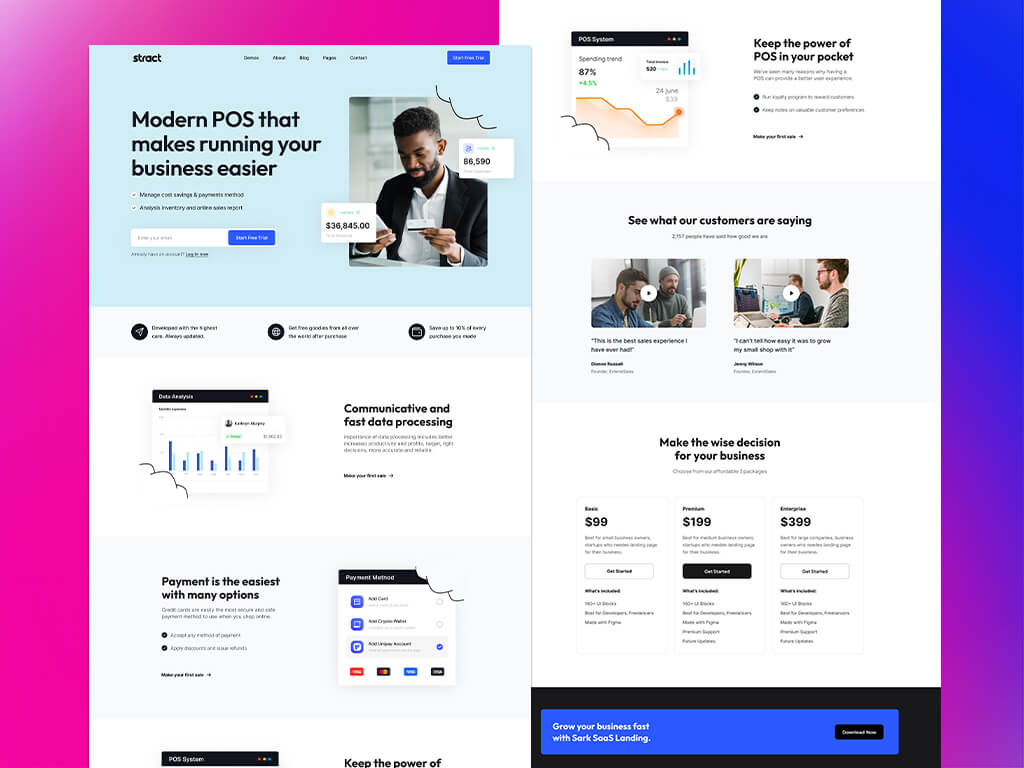 stract
Demos
About
Blog
Pages
Contact
Start Free Trial
Modern POS that
makes running your
business easier
Manage cost savings & payments method
Analysis inventory and online sales report
Enter your email
Start Free Trial
Already have an account? Log in now
86,590
$36,845.00
Developed with the highest
care. Always updated.
Get free goodies from all over
the world after purchase
Save up to 10% of every
purchase you made
Data Analysis
Kathryn Murphy
Communicative and
fast data processing
Importance of data processing includes better
increased productivity and profits, target, right
decisions, more accurate and reliable
Make your first sale
Payment is the easiest
with many options
Credit cards are easily the most secure and safe
payment method to use when you shop online.
Accept any method of payment
Apply discounts and issue refunds
Make your first sale
Payment Method
Add Card
Add Crypto Wallet
Add Unipay Account
VISA
VISA
VISA
POS System
Keep the power of
POS System
Spending trend
87%
+4.5%
Total Invoice
$20
24 June
$39
Keep the power of
POS in your pocket
We've seen many reasons why having a
POS can provide a better user experience.
Run loyalty program to reward customers
Keep notes on valuable customer preferences
Make your first sale
See what our customers are saying
2,157 people have said how good we are
"This is the best sales experience I
have ever had!"
Dianne Russell
Founder, ExtentSales
"I can't tell how easy it was to grow
my small shop with it"
Jenny Wilson
Founder, ExtentSales
Make the wise decision
for your business
Choose from our affordable 3 packages
Basic
$99
Best for small business owners,
startups who needes landing page
for their business.
Get Started
What's included:
160+ UI Blocks
Best for Developers, Freelancers
Made with Figma
Premium
$199
Best for medium business owners,
startups who needes landing page
for their business.
Get Started
What's included:
160+ UI Blocks
Best for Developers, Freelancers
Made with Figma
Premium Support
Future Updates
Enterprise
$399
Best for large companies, business
owners who needes landing page
for their business.
Get Started
What's included:
160+ UI Blocks
Best for Developers, Freelancers
Made with Figma
Premium Support
Future Updates
Grow your business fast
with Sark SaaS Landing.
Download Now